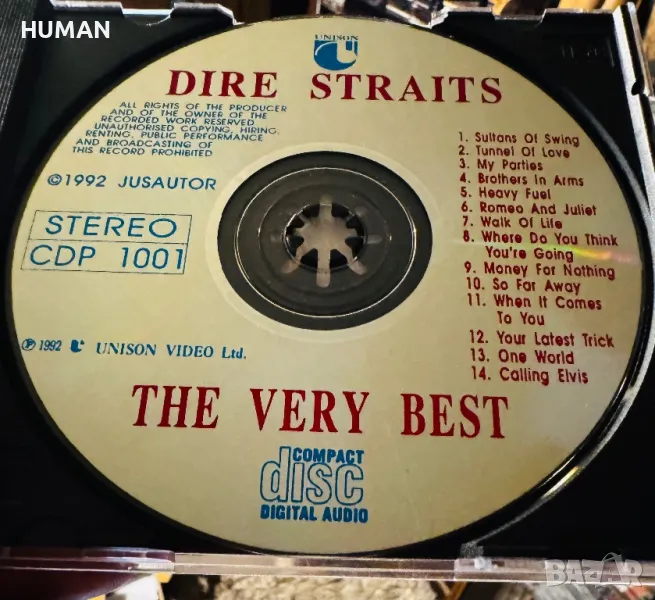 HUMAN
UNISON
DIRE STRAITS
ALL RIGHTS OF THE PRODUCER
AND OF THE OWNER OF THE
RECORDED WORK RESERVED
UNAUTHORISED COPYING, HIRING,
RENTING, PUBLIC PERFORMANCE
AND BROADCASTING OF
THIS RECORD PROHIBITED
©1992 JUSAUTOR
STEREO
CDP 1001
℗1992 UNISON VIDEO Ltd.
1. Sultans Of Swing
2. Tunnel Of Love
3. My Parties
4. Brothers In Arms
5. Heavy Fuel
6. Romeo And Juliet
7. Walk Of Life
8. Where Do You Think
You're Going
9. Money For Nothing
10. So Far Away
11. When It Comes
To You
12. Your Latest Trick
13. One World
14. Calling Elvis
THE VERY BEST
COMPACT
disc
DIGITAL AUDIO
BAZAR